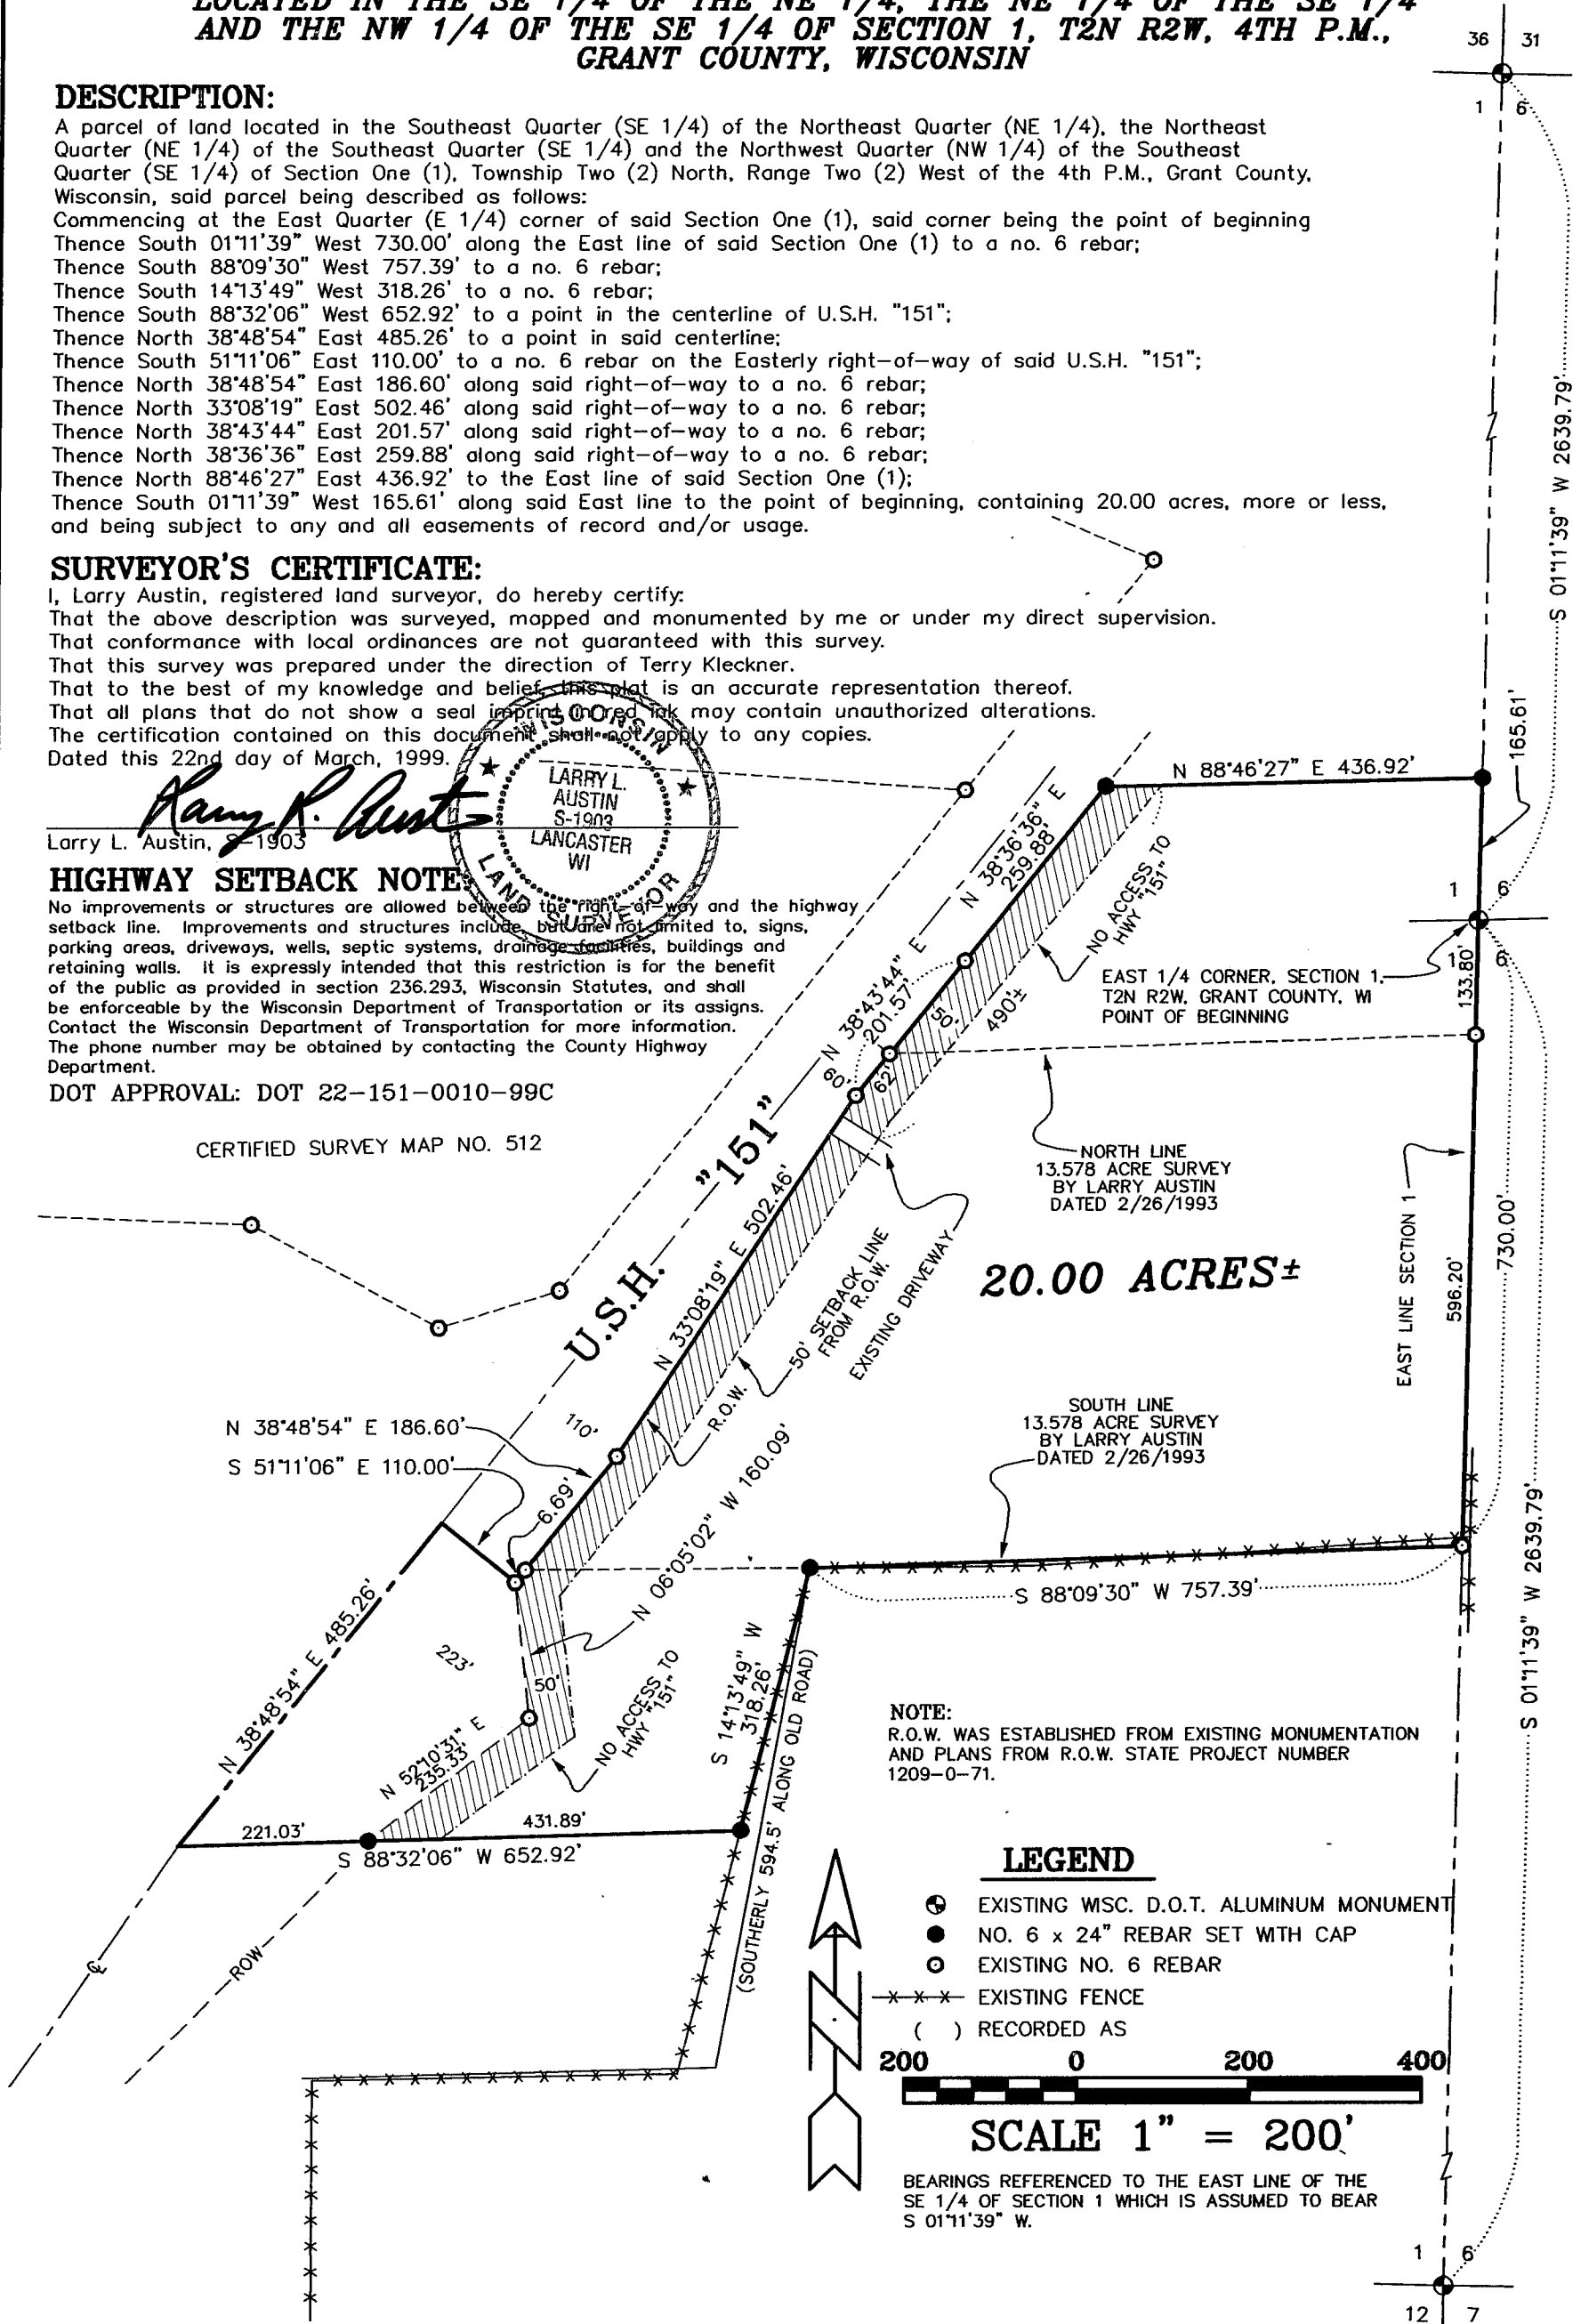 LOCATED IN THE SE 1/4 OF THE NE 1/4, THE NE 1/4 OF THE SE 1/4
AND THE NW 1/4 OF THE SE 1/4 OF SECTION 1, T2N R2W, 4TH P.M.,
GRANT COUNTY, WISCONSIN
DESCRIPTION:
A parcel of land located in the Southeast Quarter (SE 1/4) of the Northeast Quarter (NE 1/4), the Northeast
Quarter (NE 1/4) of the Southeast Quarter (SE 1/4) and the Northwest Quarter (NW 1/4) of the Southeast
Quarter (SE 1/4) of Section One (1), Township Two (2) North, Range Two (2) West of the 4th P.M., Grant County,
Wisconsin, said parcel being described as follows:
Commencing at the East Quarter (E 1/4) corner of said Section One (1), said corner being the point of beginning
Thence South 01°11'39" West 730.00' along the East line of said Section One (1) to a no. 6 rebar;
Thence South 88°09'30" West 757.39' to a no. 6 rebar;
Thence South 14°13'49" West 318.26' to a no. 6 rebar;
Thence South 88°32'06" West 652.92' to a point in the centerline of U.S.H. "151";
Thence North 38°48'54" East 485.26' to a point in said centerline;
Thence South 51°11'06" East 110.00' to a no. 6 rebar on the Easterly right-of-way of said U.S.H. "151";
Thence North 38°48'54" East 186.60' along said right-of-way to a no. 6 rebar;
Thence North 33°08'19" East 502.46' along said right-of-way to a no. 6 rebar;
Thence North 38°43'44" East 201.57' along said right-of-way to a no. 6 rebar;
Thence North 38°36'36" East 259.88' along said right-of-way to a no. 6 rebar;
Thence North 88°46'27" East 436.92' to the East line of said Section One (1);
Thence South 01°11'39" West 165.61' along said East line to the point of beginning, containing 20.00 acres, more or less,
and being subject to any and all easements of record and/or usage.
SURVEYOR'S CERTIFICATE:
I, Larry Austin, registered land surveyor, do hereby certify:
That the above description was surveyed, mapped and monumented by me or under my direct supervision.
That conformance with local ordinances are not guaranteed with this survey.
That this survey was prepared under the direction of Terry Kleckner.
That to the best of my knowledge and belief, this plat is an accurate representation thereof.
That all plans that do not show a seal imprint in red ink may contain unauthorized alterations.
The certification contained on this document shall not apply to any copies.
Dated this 22nd day of March, 1999.
Larry L. Austin, S-1903
WISCONSIN
LARRY L.
AUSTIN
S-1903
LANCASTER
WI
LAND SURVEYOR
HIGHWAY SETBACK NOTE:
No improvements or structures are allowed between the right-of-way and the highway
setback line. Improvements and structures include, but are not limited to, signs,
parking areas, driveways, wells, septic systems, drainage facilities, buildings and
retaining walls. It is expressly intended that this restriction is for the benefit
of the public as provided in section 236.293, Wisconsin Statutes, and shall
be enforceable by the Wisconsin Department of Transportation or its assigns.
Contact the Wisconsin Department of Transportation for more information.
The phone number may be obtained by contacting the County Highway
Department.
DOT APPROVAL: DOT 22-151-0010-99C
CERTIFIED SURVEY MAP NO. 512
36 31
1 6
S 01°11'39" W 2639.79'
165.61'
N 88°46'27" E 436.92'
N 38°36'36" E
259.88'
NO ACCESS TO
HWY "151"
1 6
EAST 1/4 CORNER, SECTION 1,
T2N R2W, GRANT COUNTY, WI
POINT OF BEGINNING
1 6
133.80'
N 38°43'44" E
201.57'
50'
490'±
60'
62'
NORTH LINE
13.578 ACRE SURVEY
BY LARRY AUSTIN
DATED 2/26/1993
U.S.H. "151"
N 33°08'19" E 502.46'
50' SETBACK LINE
FROM R.O.W.
EXISTING DRIVEWAY
20.00 ACRES±
EAST LINE SECTION 1
596.20'
730.00'
R.O.W.
110'
N 38°48'54" E 186.60'
S 51°11'06" E 110.00'
6.69'
N 06°05'02" W 160.09'
SOUTH LINE
13.578 ACRE SURVEY
BY LARRY AUSTIN
DATED 2/26/1993
S 88°09'30" W 757.39'
S 01°11'39" W 2639.79'
N 38°48'54" E 485.26'
223'
50'
N 52°10'31" E
235.33'
NO ACCESS TO
HWY "151"
S 14°13'49" W
318.26'
(SOUTHERLY 594.5' ALONG OLD ROAD)
221.03'
431.89'
S 88°32'06" W 652.92'
NOTE:
R.O.W. WAS ESTABLISHED FROM EXISTING MONUMENTATION
AND PLANS FROM R.O.W. STATE PROJECT NUMBER
1209-0-71.
℄
ROW
LEGEND
EXISTING WISC. D.O.T. ALUMINUM MONUMENT
NO. 6 x 24" REBAR SET WITH CAP
EXISTING NO. 6 REBAR
EXISTING FENCE
( ) RECORDED AS
N
200 0 200 400
SCALE 1" = 200'
BEARINGS REFERENCED TO THE EAST LINE OF THE
SE 1/4 OF SECTION 1 WHICH IS ASSUMED TO BEAR
S 01°11'39" W.
1 6
12 7